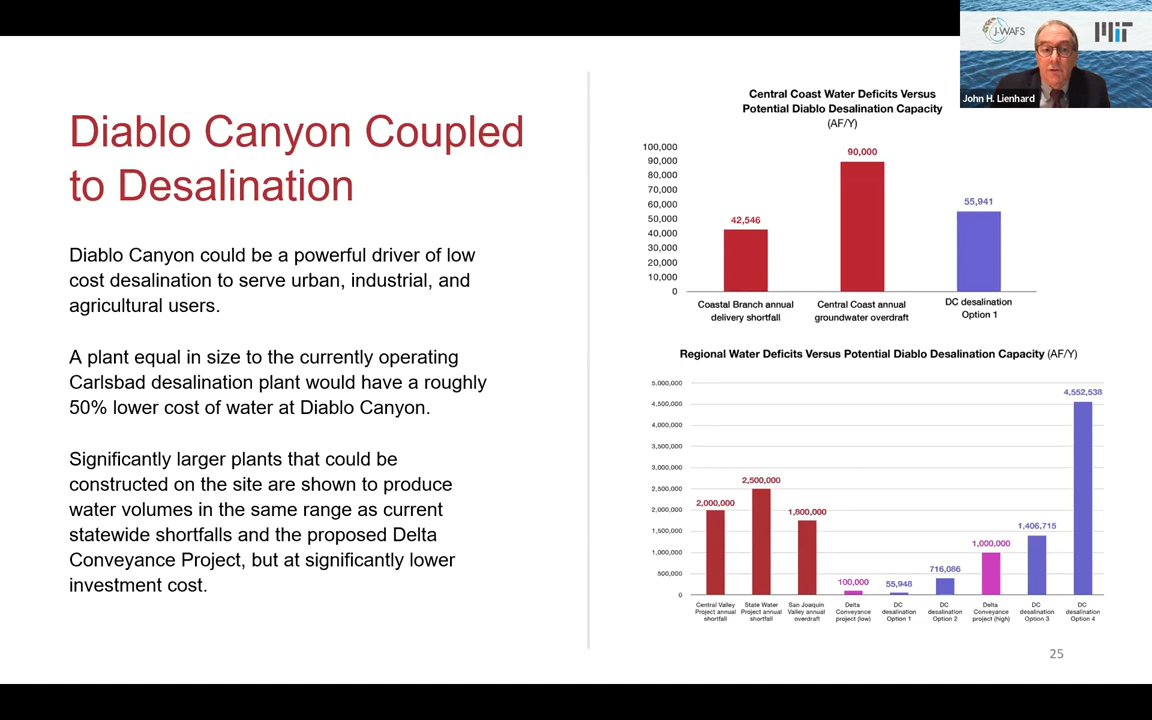 J-WAFS
MIT
John H. Lienhard
Diablo Canyon Coupled
to Desalination
Diablo Canyon could be a powerful driver of low
cost desalination to serve urban, industrial, and
agricultural users.
A plant equal in size to the currently operating
Carlsbad desalination plant would have a roughly
50% lower cost of water at Diablo Canyon.
Significantly larger plants that could be
constructed on the site are shown to produce
water volumes in the same range as current
statewide shortfalls and the proposed Delta
Conveyance Project, but at significantly lower
investment cost.
Central Coast Water Deficits Versus
Potential Diablo Desalination Capacity
(AF/Y)
100,000
90,000
80,000
70,000
60,000
50,000
40,000
30,000
20,000
10,000
0
42,546
90,000
55,941
Coastal Branch annual
delivery shortfall
Central Coast annual
groundwater overdraft
DC desalination
Option 1
Regional Water Deficits Versus Potential Diablo Desalination Capacity (AF/Y)
5,000,000
4,500,000
4,000,000
3,500,000
3,000,000
2,500,000
2,000,000
1,500,000
1,000,000
500,000
0
2,000,000
2,500,000
1,800,000
100,000
55,948
716,086
1,000,000
1,406,715
4,552,538
Central Valley
Project annual
shortfall
State Water
Project annual
shortfall
San Joaquin
Valley annual
overdraft
Delta
Conveyance
project (low)
DC
desalination
Option 1
DC
desalination
Option 2
Delta
Conveyance
project (high)
DC
desalination
Option 3
DC
desalination
Option 4
25